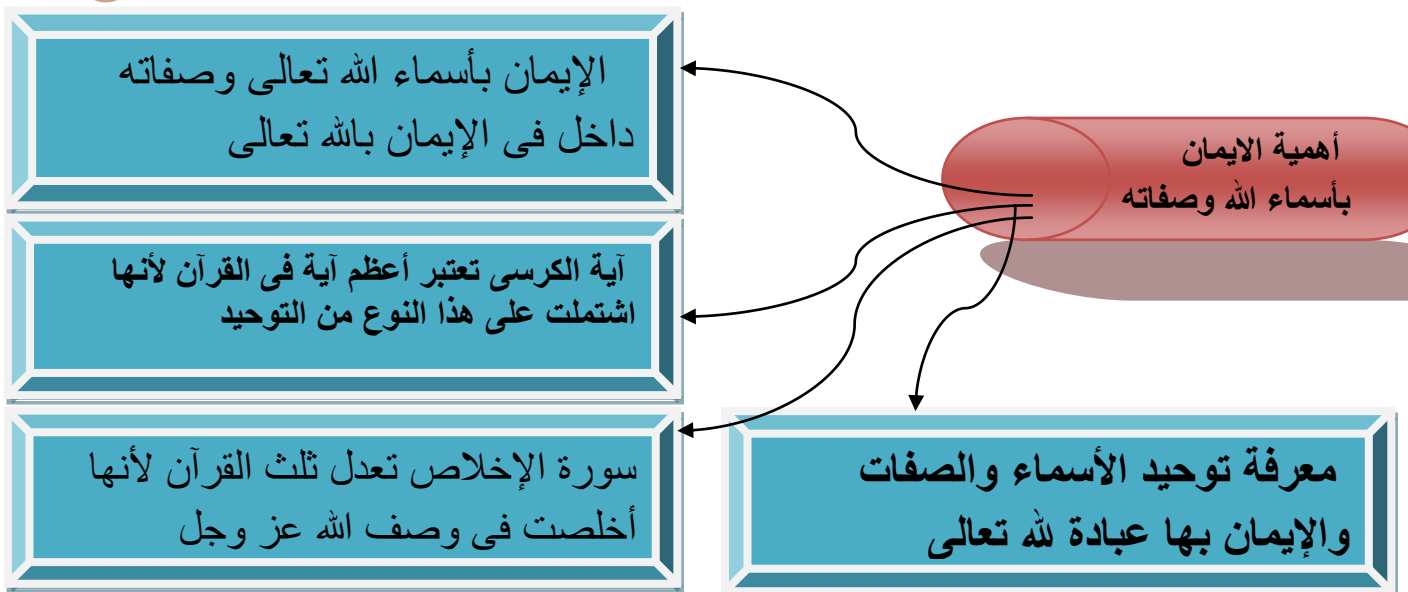 أهمية الايمان
بأسماء الله وصفاته
الإيمان بأسماء الله تعالى وصفاته
داخل فى الإيمان بالله تعالى
آية الكرسى تعتبر أعظم آية فى القرآن لأنها
اشتملت على هذا النوع من التوحيد
سورة الإخلاص تعدل ثلث القرآن لأنها
أخلصت فى وصف الله عز وجل
معرفة توحيد الأسماء والصفات
والإيمان بها عبادة لله تعالى